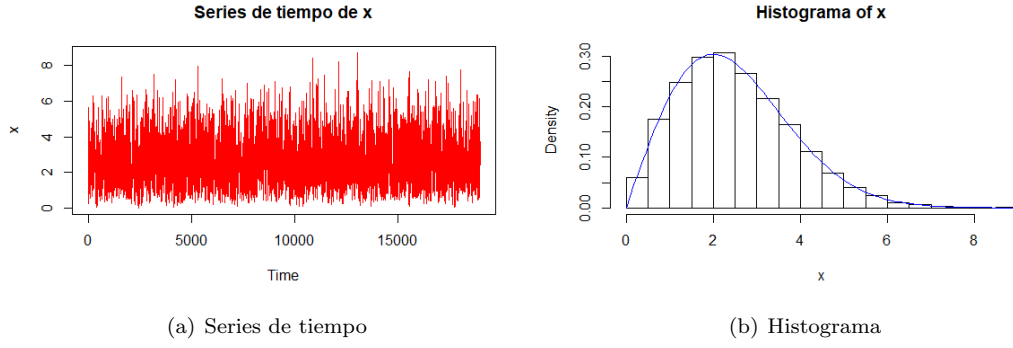 Series de tiempo de x
x
8
6
4
2
0
0 5000 10000 15000
Time
(a) Series de tiempo
Histograma of x
Density
0.30
0.20
0.10
0.00
0 2 4 6 8
x
(b) Histograma